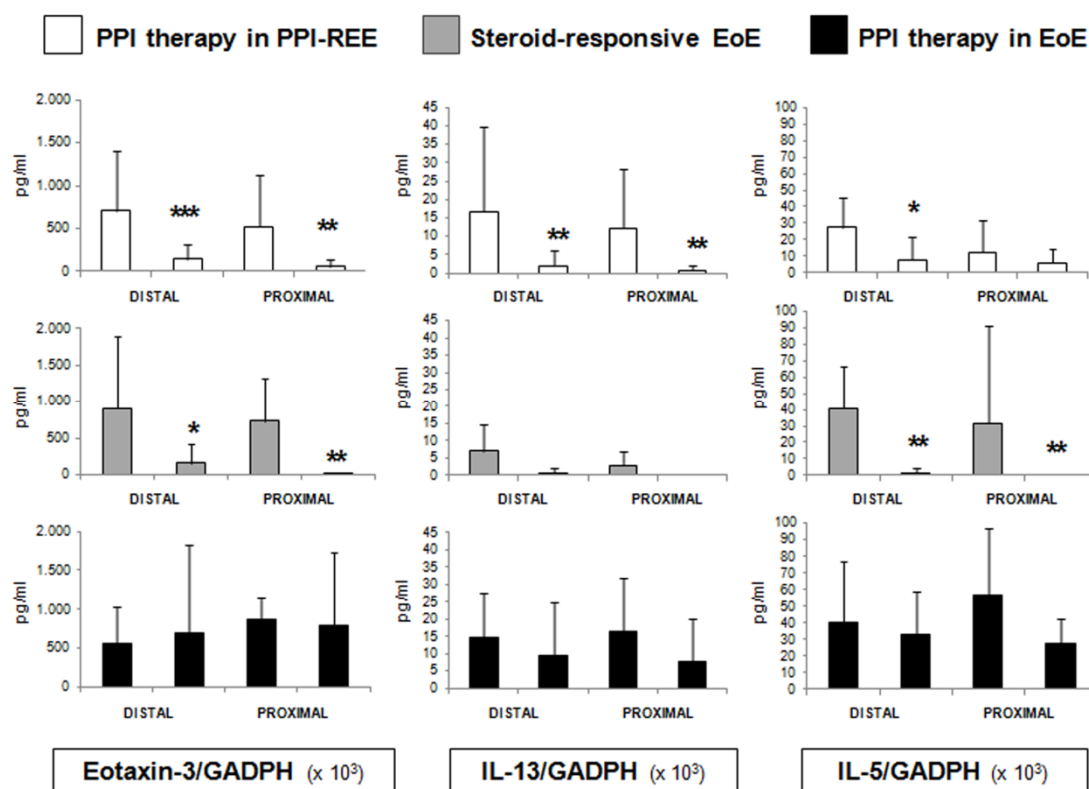 PPI therapy in PPI-REE
Steroid-responsive EoE
PPI therapy in EoE
pg/ml
2.000
1.500
1.000
500
0
***
**
DISTAL
PROXIMAL
pg/ml
45
40
35
30
25
20
15
10
5
0
**
**
DISTAL
PROXIMAL
pg/ml
100
90
80
70
60
50
40
30
20
10
0
*
DISTAL
PROXIMAL
pg/ml
2.000
1.500
1.000
500
0
*
**
DISTAL
PROXIMAL
pg/ml
45
40
35
30
25
20
15
10
5
0
DISTAL
PROXIMAL
pg/ml
100
90
80
70
60
50
40
30
20
10
0
**
**
DISTAL
PROXIMAL
pg/ml
2.000
1.500
1.000
500
0
DISTAL
PROXIMAL
pg/ml
45
40
35
30
25
20
15
10
5
0
DISTAL
PROXIMAL
pg/ml
100
90
80
70
60
50
40
30
20
10
0
DISTAL
PROXIMAL
Eotaxin-3/GADPH (x 10³)
IL-13/GADPH (x 10³)
IL-5/GADPH (x 10³)